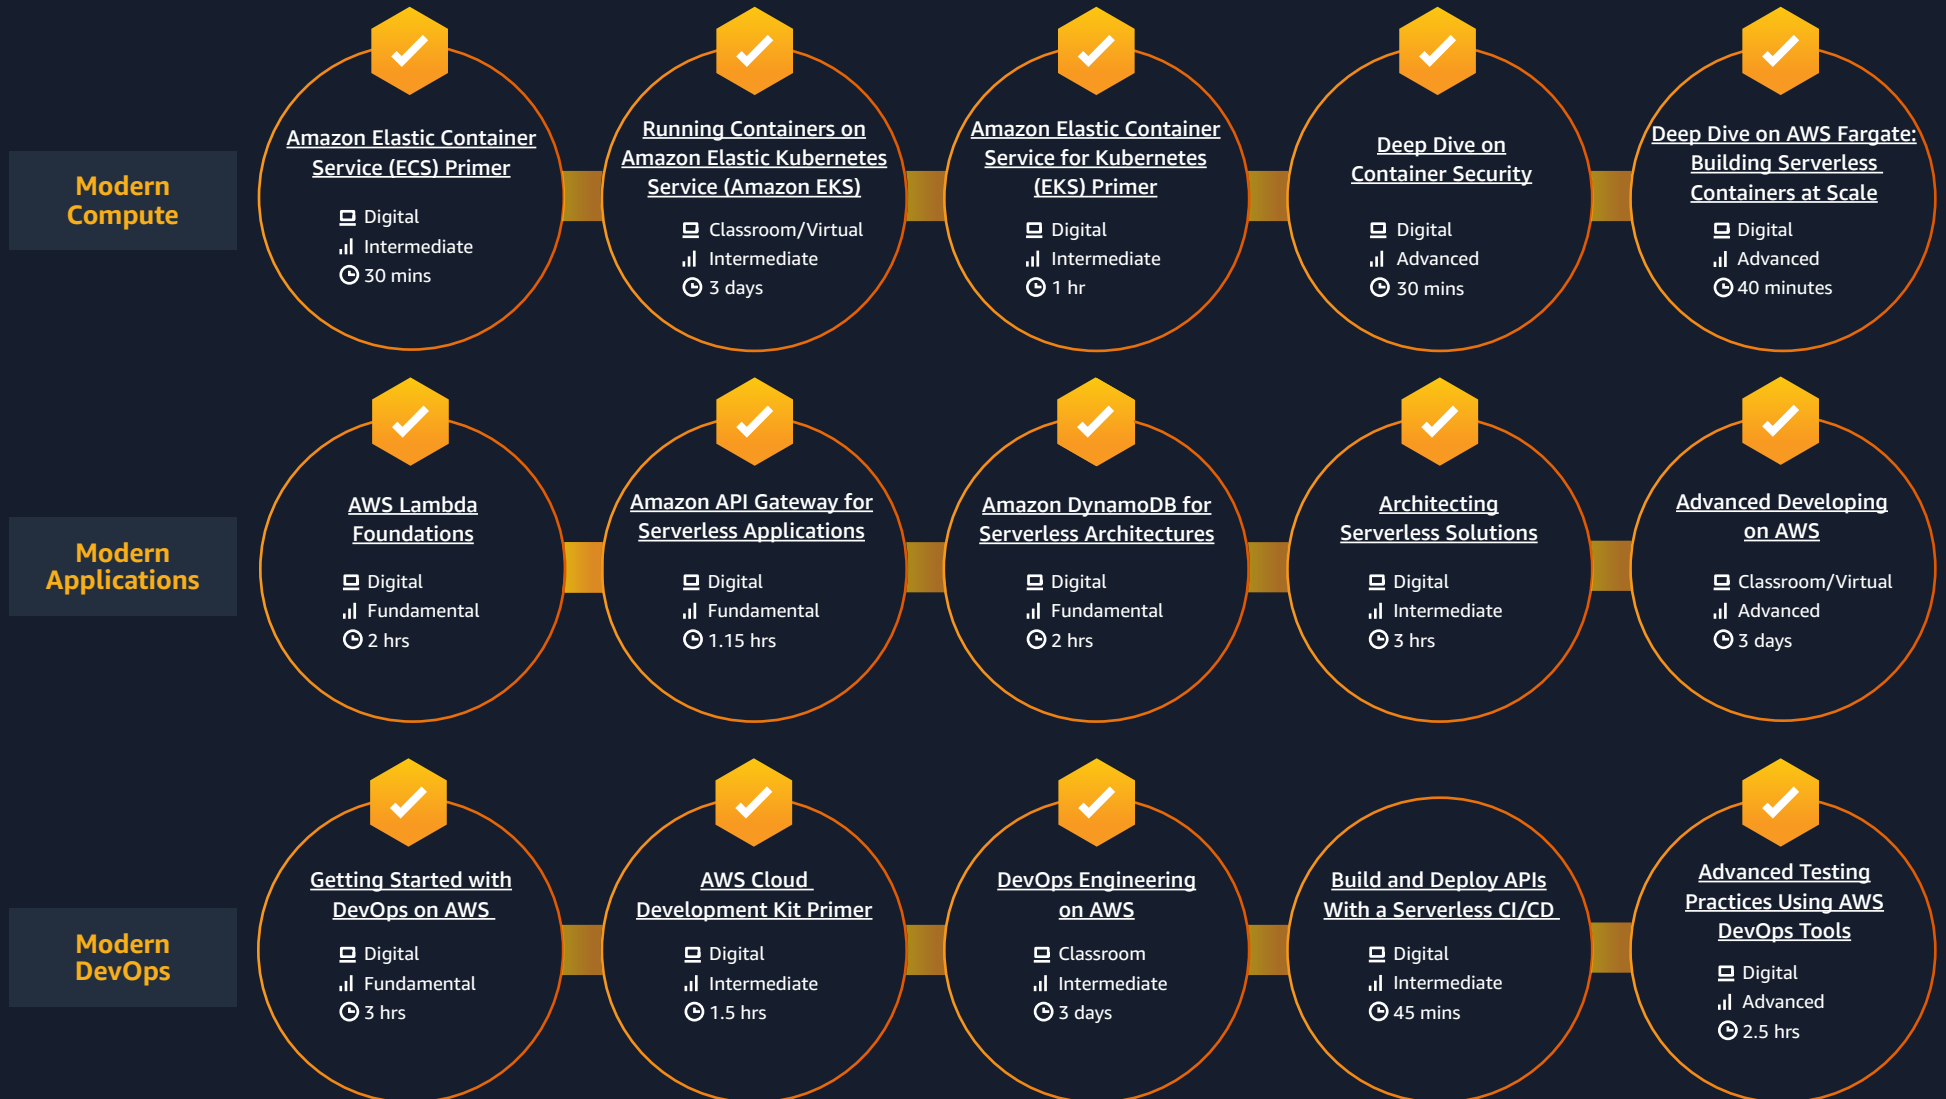 Modern
Compute
Amazon Elastic Container
Service (ECS) Primer
Digital
Intermediate
30 mins
Running Containers on
Amazon Elastic Kubernetes
Service (Amazon EKS)
Classroom/Virtual
Intermediate
3 days
Amazon Elastic Container
Service for Kubernetes
(EKS) Primer
Digital
Intermediate
1 hr
Deep Dive on
Container Security
Digital
Advanced
30 mins
Deep Dive on AWS Fargate:
Building Serverless
Containers at Scale
Digital
Advanced
40 minutes
Modern
Applications
AWS Lambda
Foundations
Digital
Fundamental
2 hrs
Amazon API Gateway for
Serverless Applications
Digital
Fundamental
1.15 hrs
Amazon DynamoDB for
Serverless Architectures
Digital
Fundamental
2 hrs
Architecting
Serverless Solutions
Digital
Intermediate
3 hrs
Advanced Developing
on AWS
Classroom/Virtual
Advanced
3 days
Modern
DevOps
Getting Started with
DevOps on AWS
Digital
Fundamental
3 hrs
AWS Cloud
Development Kit Primer
Digital
Intermediate
1.5 hrs
DevOps Engineering
on AWS
Classroom
Intermediate
3 days
Build and Deploy APIs
With a Serverless CI/CD
Digital
Intermediate
45 mins
Advanced Testing
Practices Using AWS
DevOps Tools
Digital
Advanced
2.5 hrs